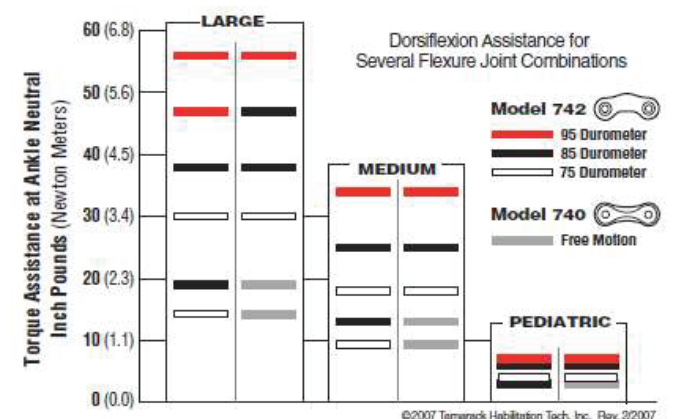 LARGE
60 (6.8)
50 (5.6)
40 (4.5)
30 (3.4)
20 (2.3)
10 (1.1)
0 (0.0)
Torque Assistance at Ankle Neutral
Inch Pounds (Newton Meters)
Dorsiflexion Assistance for
Several Flexure Joint Combinations
Model 742
95 Durometer
85 Durometer
75 Durometer
Model 740
Free Motion
MEDIUM
PEDIATRIC
©2007 Tamarack Habilitation Tech, Inc. Rev. 2/2007